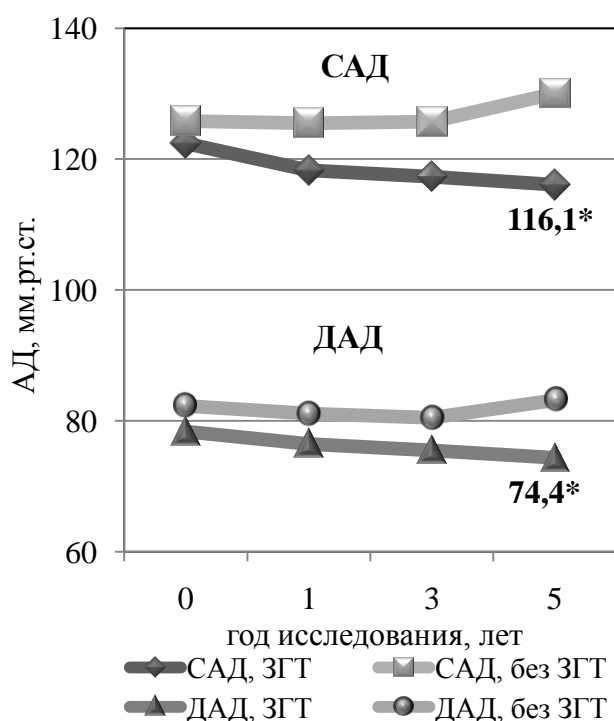 140
САД
120
116,1*
100
ДАД
80
74,4*
60
АД, мм.рт.ст.
0 1 3 5
год исследования, лет
САД, ЗГТ САД, без ЗГТ
ДАД, ЗГТ ДАД, без ЗГТ